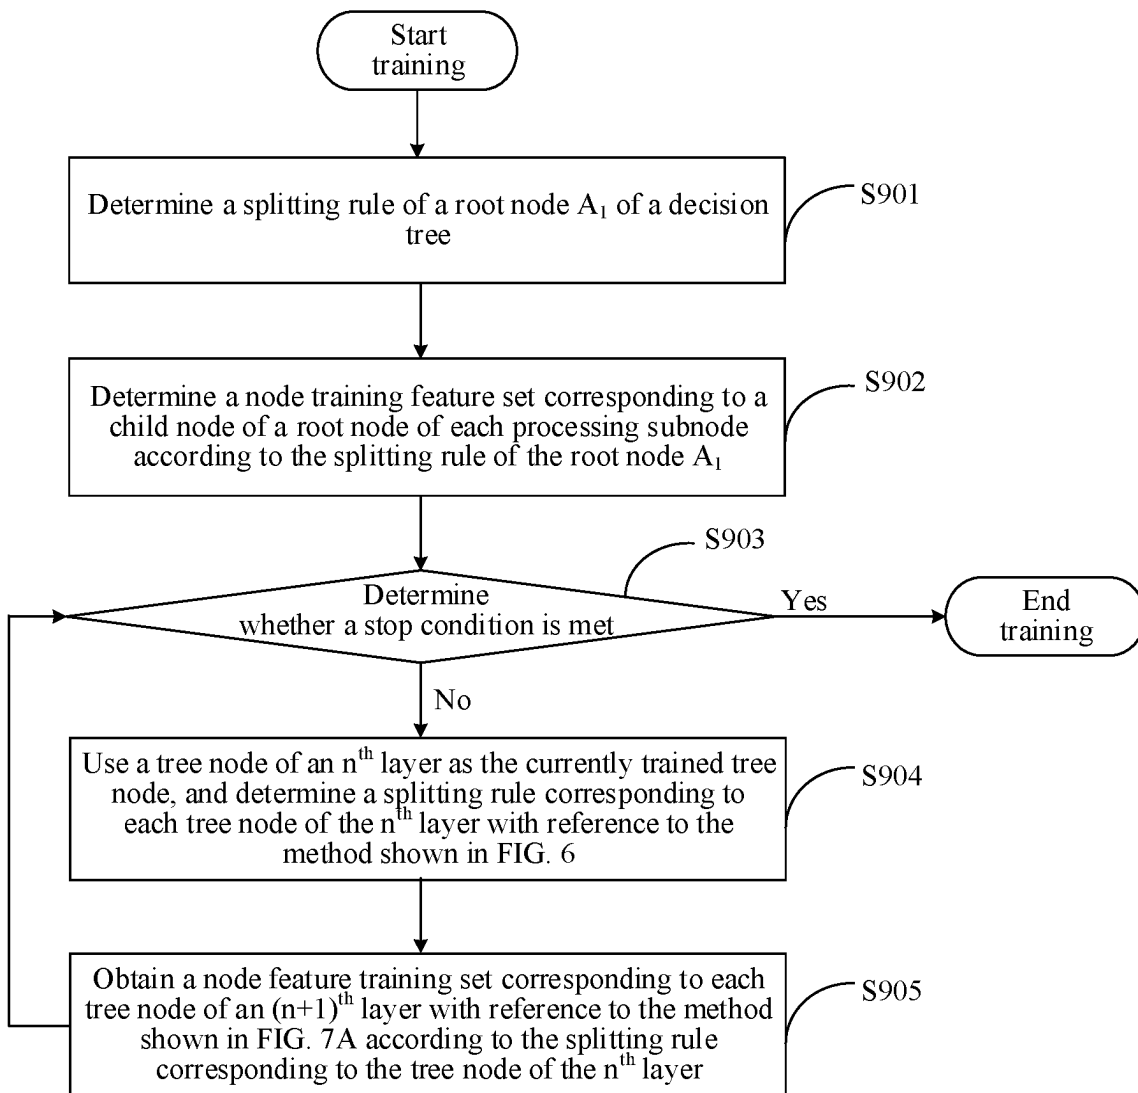 Start
training
Determine a splitting rule of a root node A₁ of a decision
tree
S901
Determine a node training feature set corresponding to a
child node of a root node of each processing subnode
according to the splitting rule of the root node A₁
S902
S903
Determine
whether a stop condition is met
Yes
End
training
No
Use a tree node of an nᵗʰ layer as the currently trained tree
node, and determine a splitting rule corresponding to
each tree node of the nᵗʰ layer with reference to the
method shown in FIG. 6
S904
Obtain a node feature training set corresponding to each
tree node of an (n+1)ᵗʰ layer with reference to the method
shown in FIG. 7A according to the splitting rule
corresponding to the tree node of the nᵗʰ layer
S905